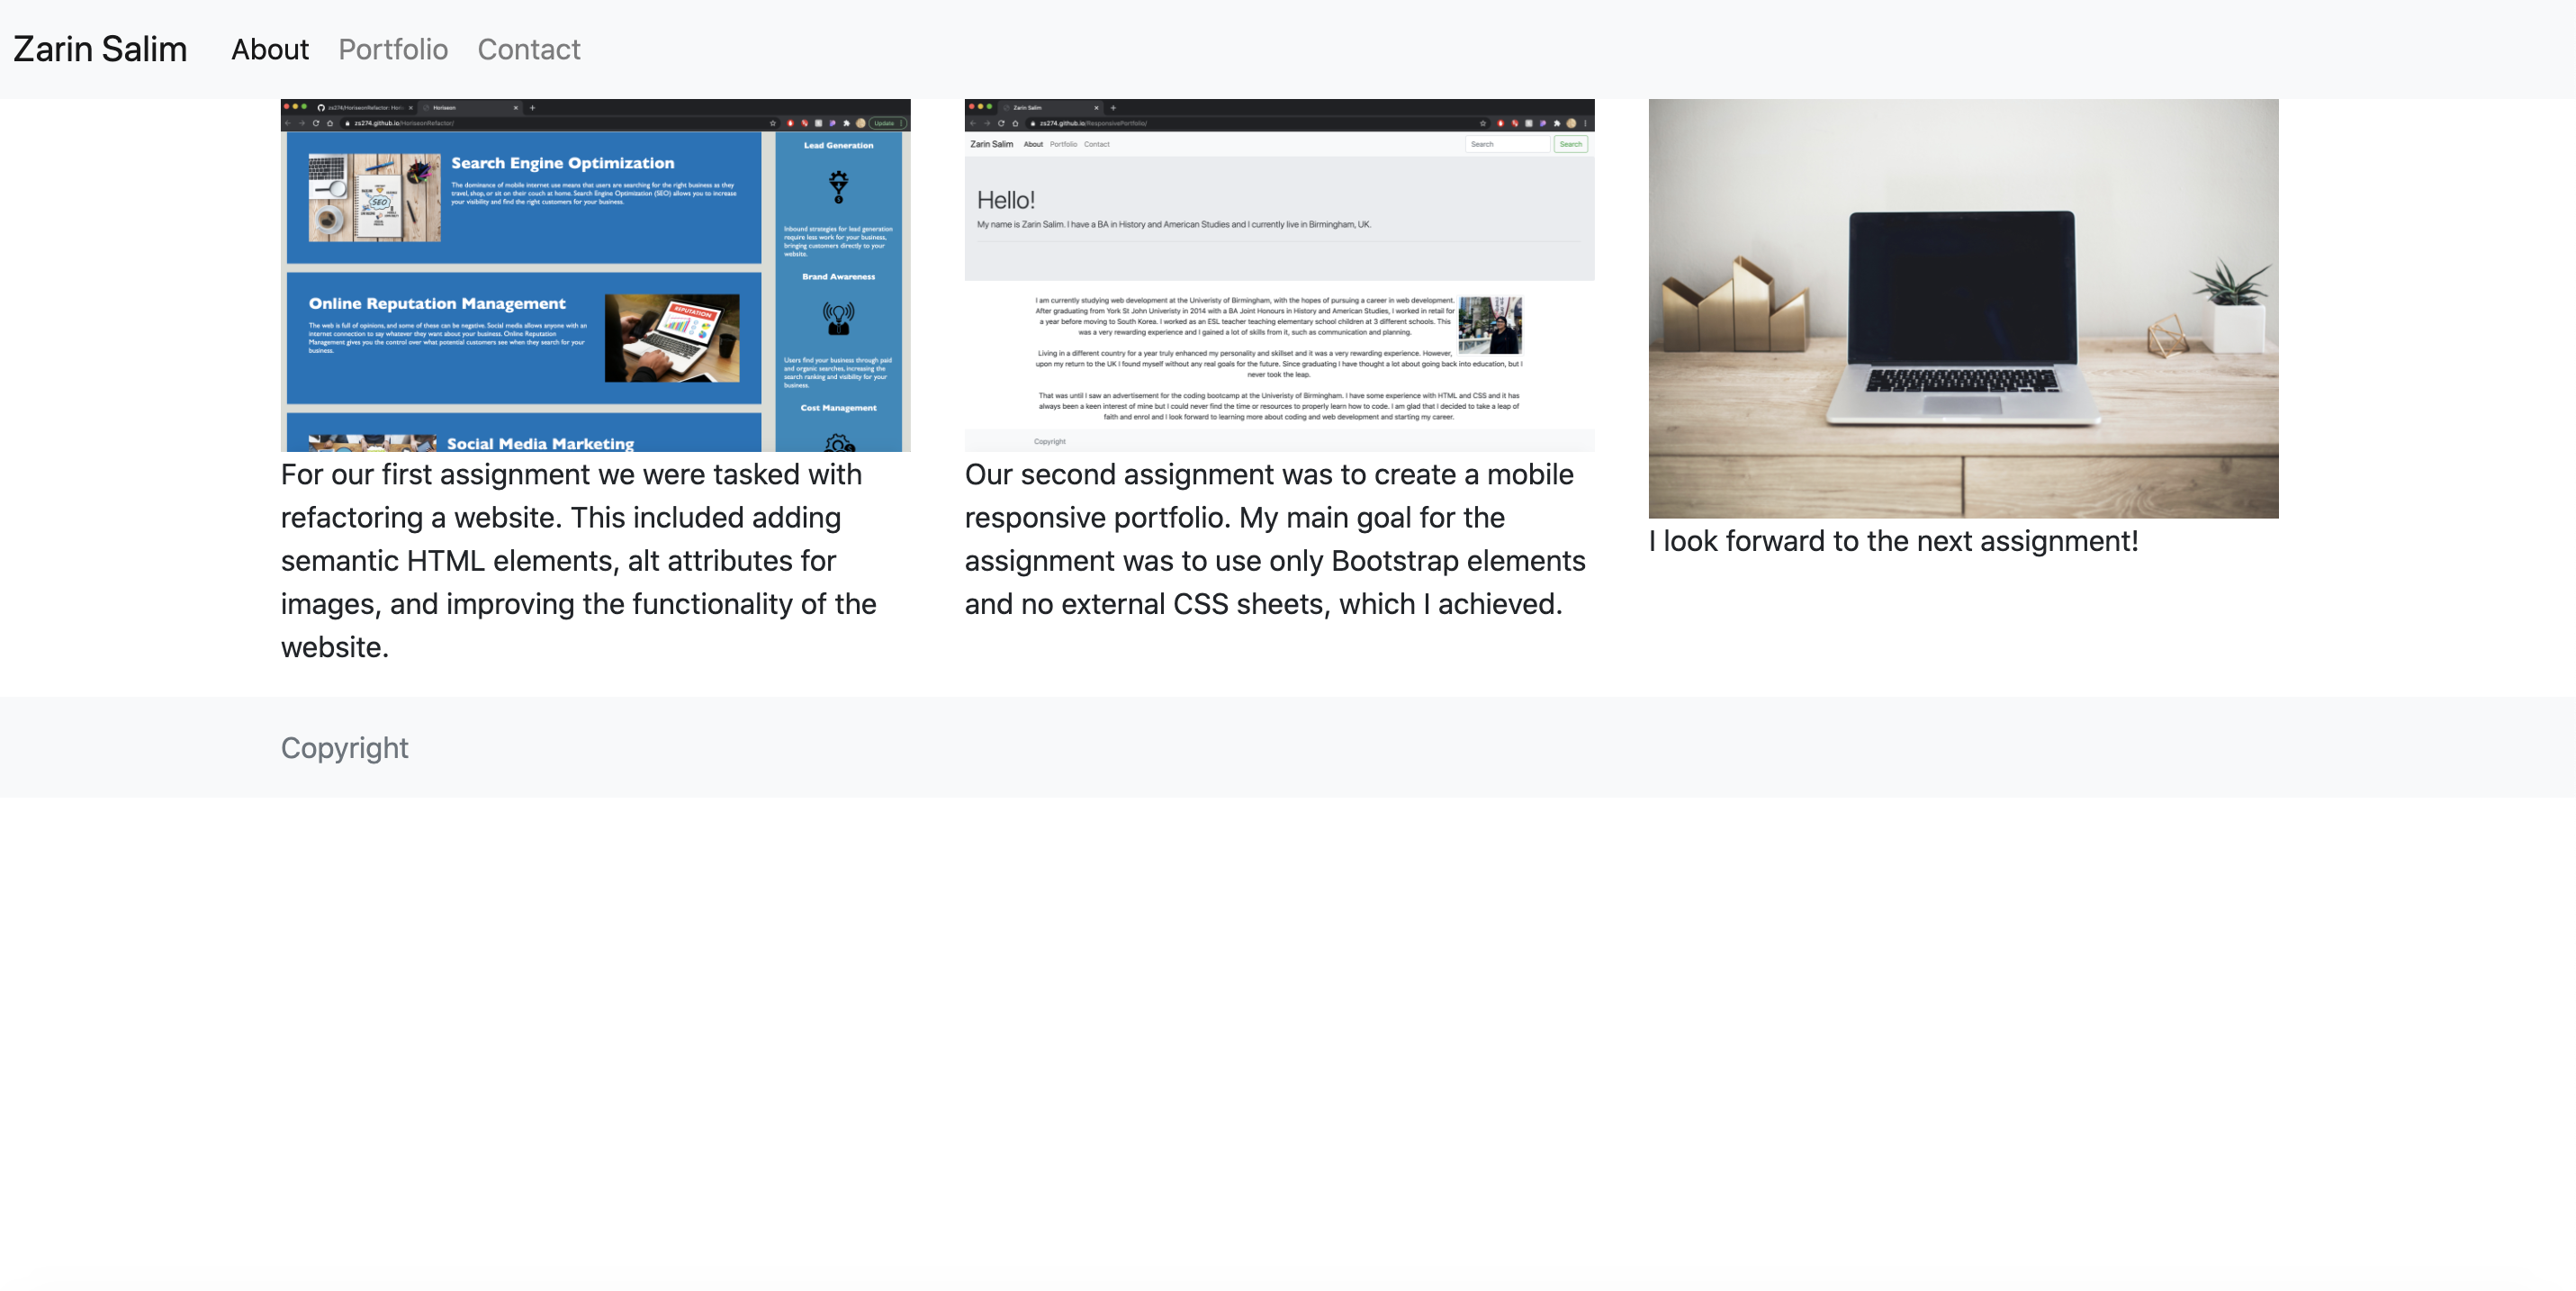 Zarin Salim About Portfolio Contact
zs274/HoriseonRefactor: Hori Horiseon
zs274.github.io/HoriseonRefactor/ Update
Search Engine Optimization
The dominance of mobile internet use means that users are searching for the right business as they
travel, shop, or sit on their couch at home. Search Engine Optimization (SEO) allows you to increase
your visibility and find the right customers for your business.
SEO
Online Reputation Management
The web is full of opinions, and some of these can be negative. Social media allows anyone with an
internet connection to say whatever they want about your business. Online Reputation
Management gives you the control over what potential customers see when they search for your
business.
REPUTATION
Social Media Marketing
Lead Generation
Inbound strategies for lead generation
require less work for your business,
bringing customers directly to your
website.
Brand Awareness
Users find your business through paid
and organic searches, increasing the
search ranking and visibility for your
business.
Cost Management
For our first assignment we were tasked with
refactoring a website. This included adding
semantic HTML elements, alt attributes for
images, and improving the functionality of the
website.
Zarin Salim
zs274.github.io/ResponsivePortfolio/
Zarin Salim About Portfolio Contact Search Search
Hello!
My name is Zarin Salim. I have a BA in History and American Studies and I currently live in Birmingham, UK.
I am currently studying web development at the Univeristy of Birmingham, with the hopes of pursuing a career in web development.
After graduating from York St John Univeristy in 2014 with a BA Joint Honours in History and American Studies, I worked in retail for
a year before moving to South Korea. I worked as an ESL teacher teaching elementary school children at 3 different schools. This
was a very rewarding experience and I gained a lot of skills from it, such as communication and planning.
Living in a different country for a year truly enhanced my personality and skillset and it was a very rewarding experience. However,
upon my return to the UK I found myself without any real goals for the future. Since graduating I have thought a lot about going back into education, but I
never took the leap.
That was until I saw an advertisement for the coding bootcamp at the Univeristy of Birmingham. I have some experience with HTML and CSS and it has
always been a keen interest of mine but I could never find the time or resources to properly learn how to code. I am glad that I decided to take a leap of
faith and enrol and I look forward to learning more about coding and web development and starting my career.
Copyright
Our second assignment was to create a mobile
responsive portfolio. My main goal for the
assignment was to use only Bootstrap elements
and no external CSS sheets, which I achieved.
I look forward to the next assignment!
Copyright